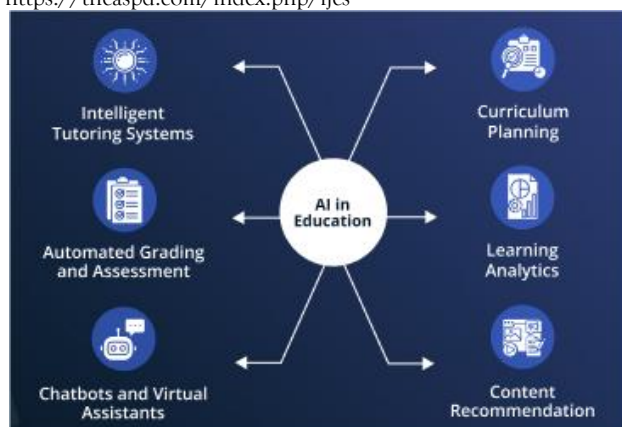 https://theaspd.com/index.php/ijes
Intelligent
Tutoring Systems
Automated Grading
and Assessment
Chatbots and Virtual
Assistants
AI in
Education
Curriculum
Planning
Learning
Analytics
Content
Recommendation